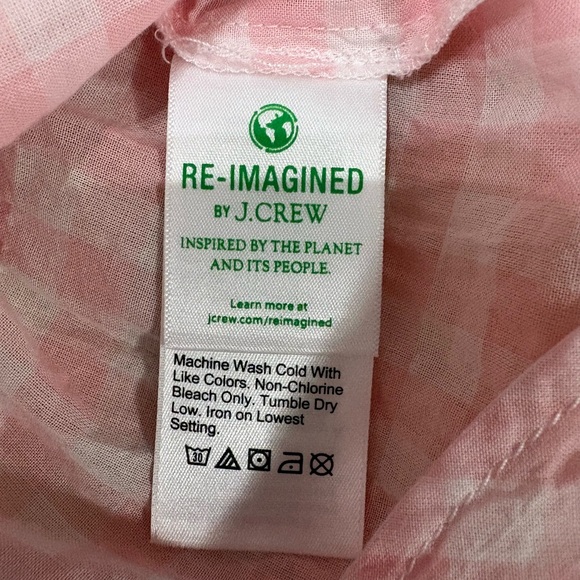 RE-IMAGINED
BY J.CREW
INSPIRED BY THE PLANET
AND ITS PEOPLE.
Learn more at
jcrew.com/reimagined
Machine Wash Cold With
Like Colors. Non-Chlorine
Bleach Only. Tumble Dry
Low. Iron on Lowest
Setting.
30